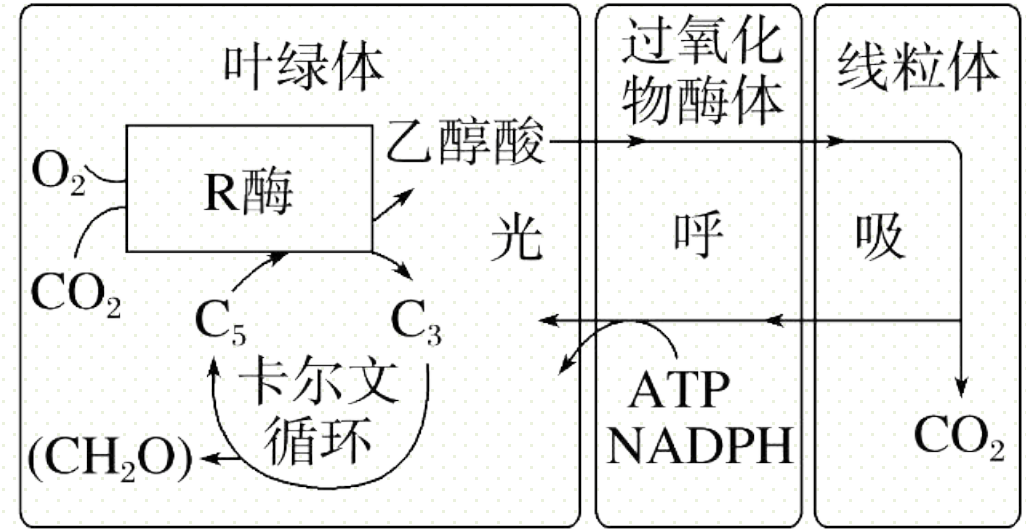 叶绿体
过氧化
物酶体
线粒体
乙醇酸
O₂
R酶
光
呼
吸
CO₂
C₅
C₃
卡尔文
循环
(CH₂O)
ATP
NADPH
CO₂